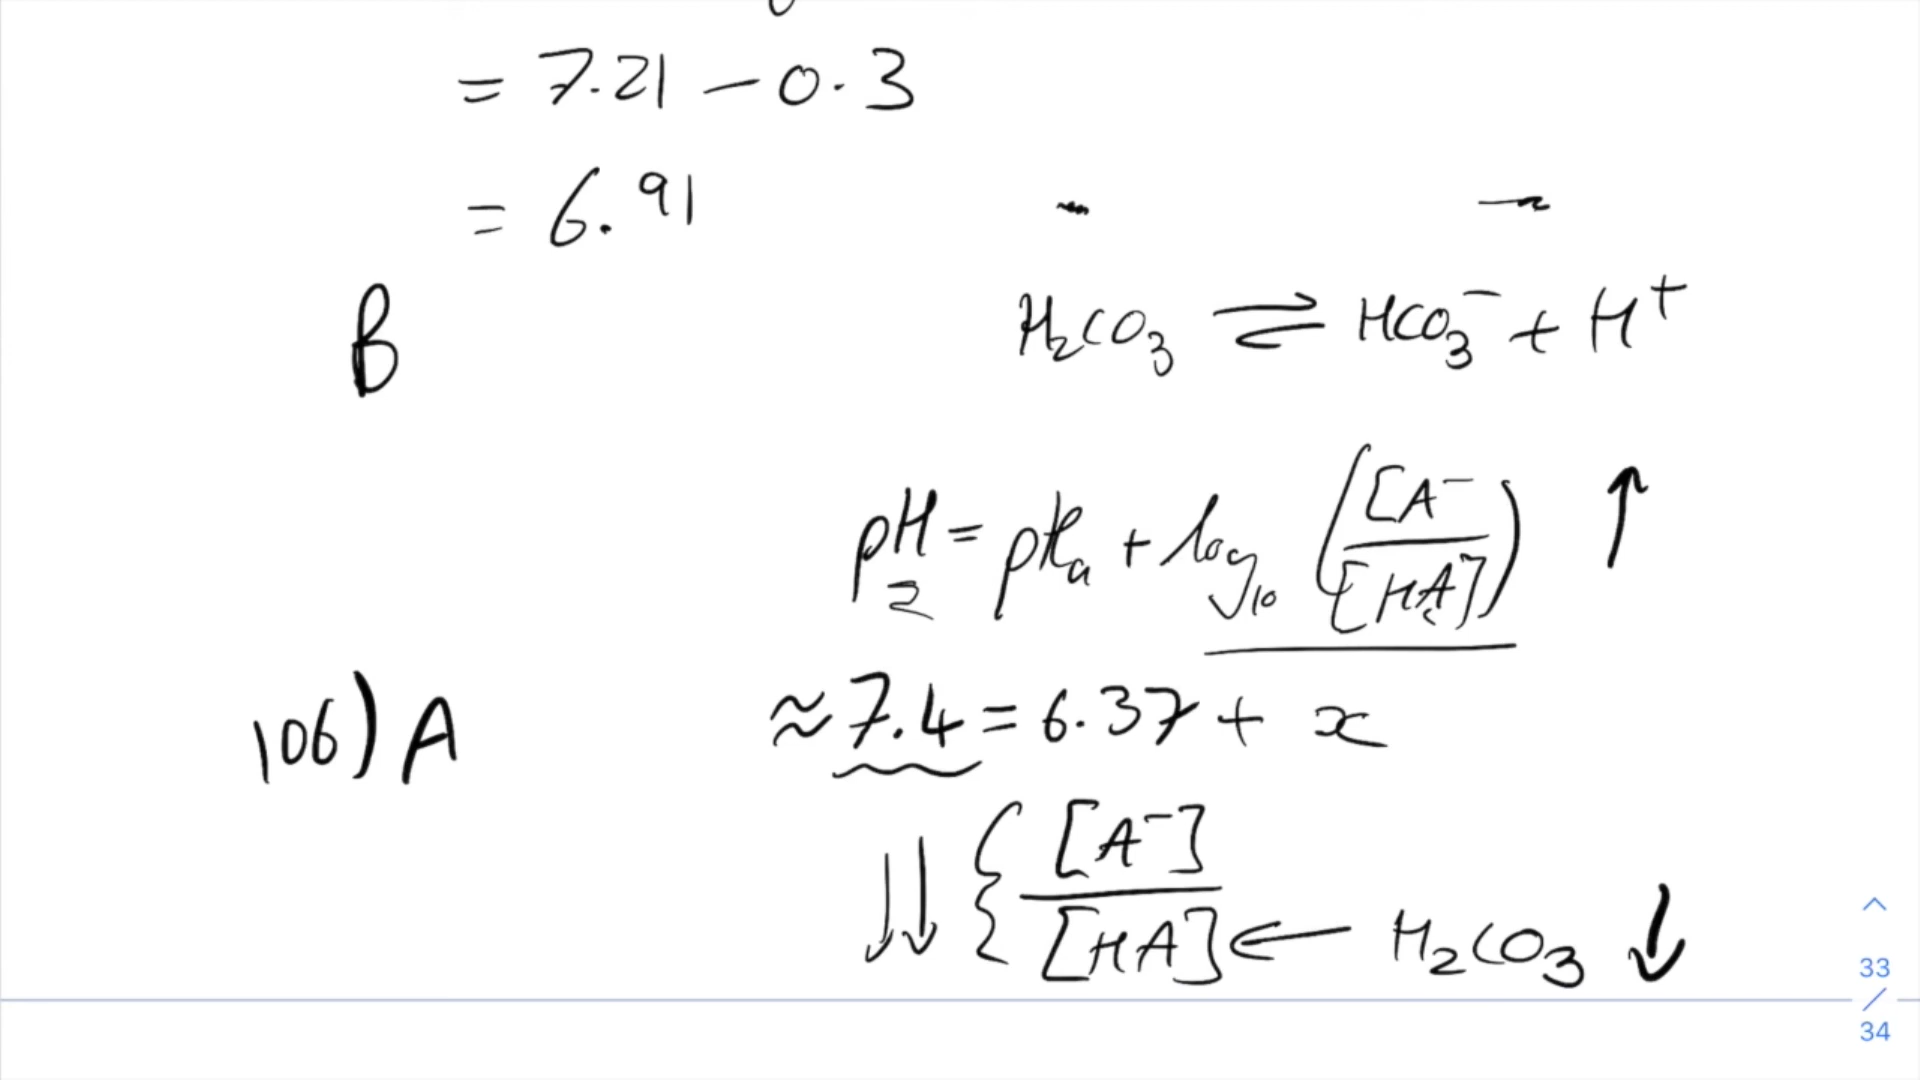 = 7.21 - 0.3
= 6.91
B
H₂CO₃ ⇌ HCO₃⁻ + H⁺
pH = pKa + log₁₀ ([A⁻ / [HA]) ↑
106) A
≈ 7.4 = 6.37 + x
↓↓ { [A⁻] / [HA] ← H₂CO₃ ↓
33
/
34